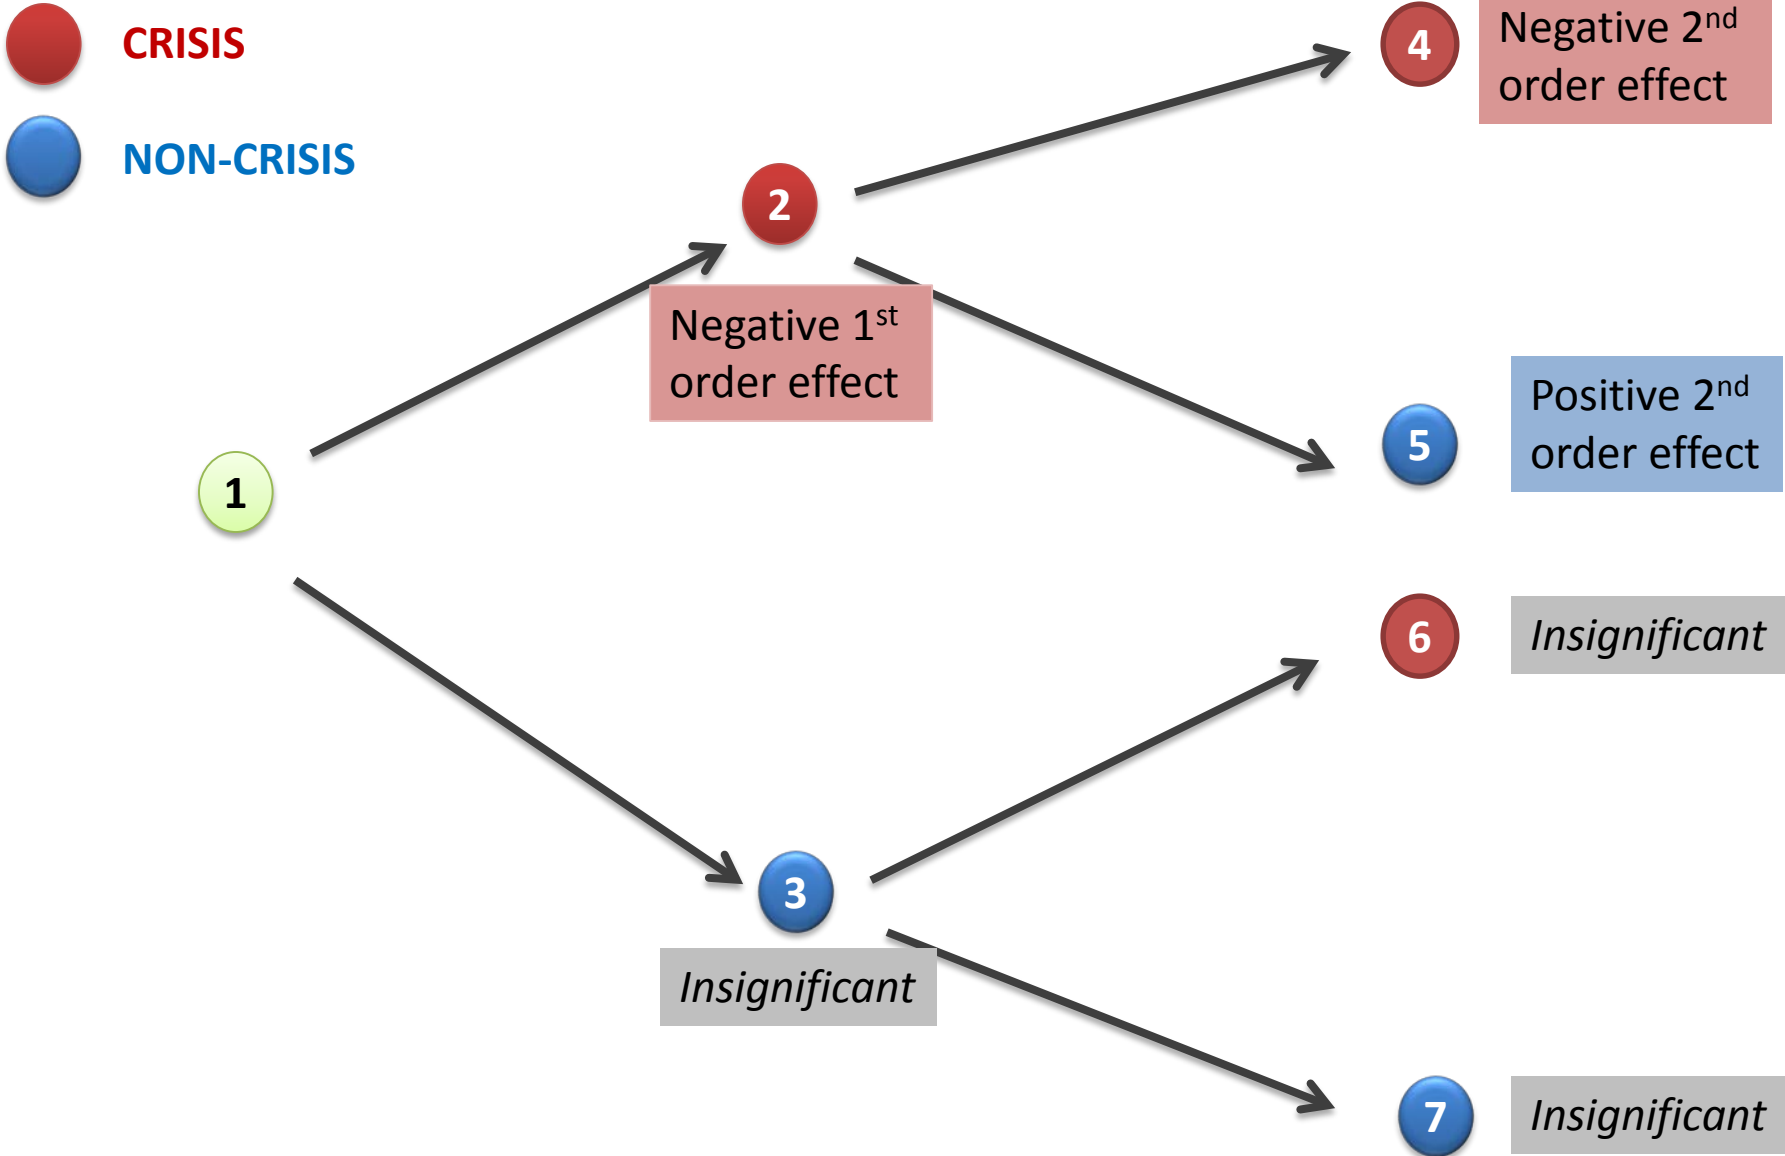 CRISIS
NON-CRISIS
4
Negative 2nd
order effect
2
Negative 1st
order effect
5
Positive 2nd
order effect
1
6
Insignificant
3
Insignificant
7
Insignificant